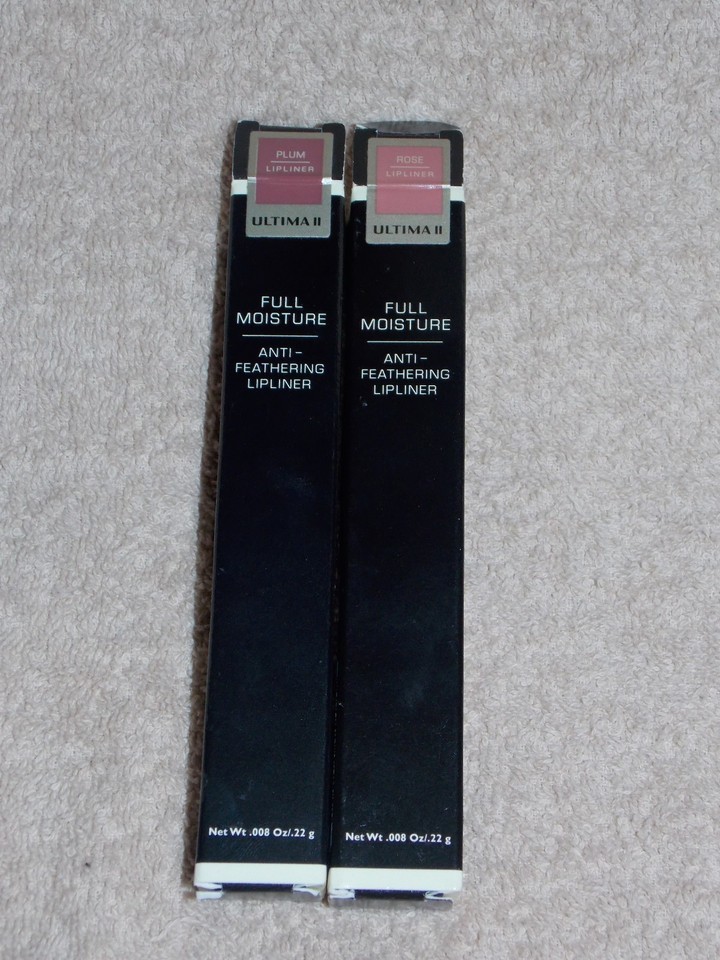 PLUM
LIPLINER
ULTIMA II
FULL
MOISTURE
ANTI–
FEATHERING
LIPLINER
Net Wt .008 Oz/.22 g
ROSE
LIPLINER
ULTIMA II
FULL
MOISTURE
ANTI–
FEATHERING
LIPLINER
Net Wt .008 Oz/.22 g